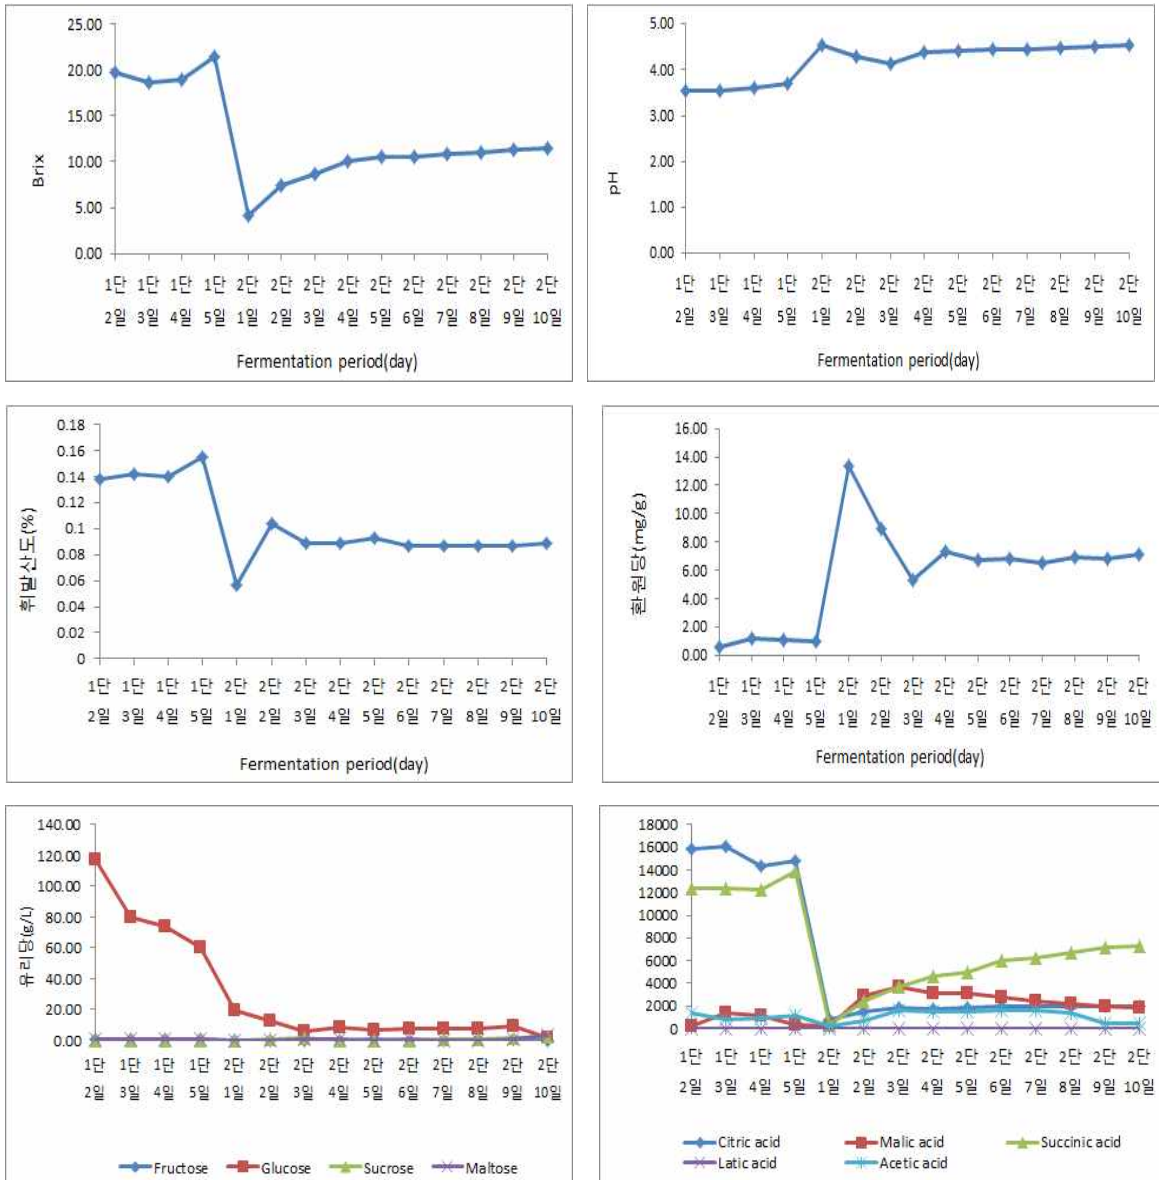 25.00
20.00
15.00
10.00
5.00
0.00
Brix
1단 1단 1단 1단 2단 2단 2단 2단 2단 2단 2단 2단 2단 2단
2일 3일 4일 5일 1일 2일 3일 4일 5일 6일 7일 8일 9일 10일
Fermentation period(day)
5.00
4.00
3.00
2.00
1.00
0.00
pH
1단 1단 1단 1단 2단 2단 2단 2단 2단 2단 2단 2단 2단 2단
2일 3일 4일 5일 1일 2일 3일 4일 5일 6일 7일 8일 9일 10일
Fermentation period(day)
0.18
0.16
0.14
0.12
0.1
0.08
0.06
0.04
0.02
0
휘발산도(%)
1단 1단 1단 1단 2단 2단 2단 2단 2단 2단 2단 2단 2단 2단
2일 3일 4일 5일 1일 2일 3일 4일 5일 6일 7일 8일 9일 10일
Fermentation period(day)
16.00
14.00
12.00
10.00
8.00
6.00
4.00
2.00
0.00
환원당(mg/g)
1단 1단 1단 1단 2단 2단 2단 2단 2단 2단 2단 2단 2단 2단
2일 3일 4일 5일 1일 2일 3일 4일 5일 6일 7일 8일 9일 10일
Fermentation period(day)
140.00
120.00
100.00
80.00
60.00
40.00
20.00
0.00
유리당(g/L)
1단 1단 1단 1단 2단 2단 2단 2단 2단 2단 2단 2단 2단 2단
2일 3일 4일 5일 1일 2일 3일 4일 5일 6일 7일 8일 9일 10일
Fructose Glucose Sucrose Maltose
18000
16000
14000
12000
10000
8000
6000
4000
2000
0
1단 1단 1단 1단 2단 2단 2단 2단 2단 2단 2단 2단 2단 2단
2일 3일 4일 5일 1일 2일 3일 4일 5일 6일 7일 8일 9일 10일
Citric acid Malic acid Succinic acid
Latic acid Acetic acid